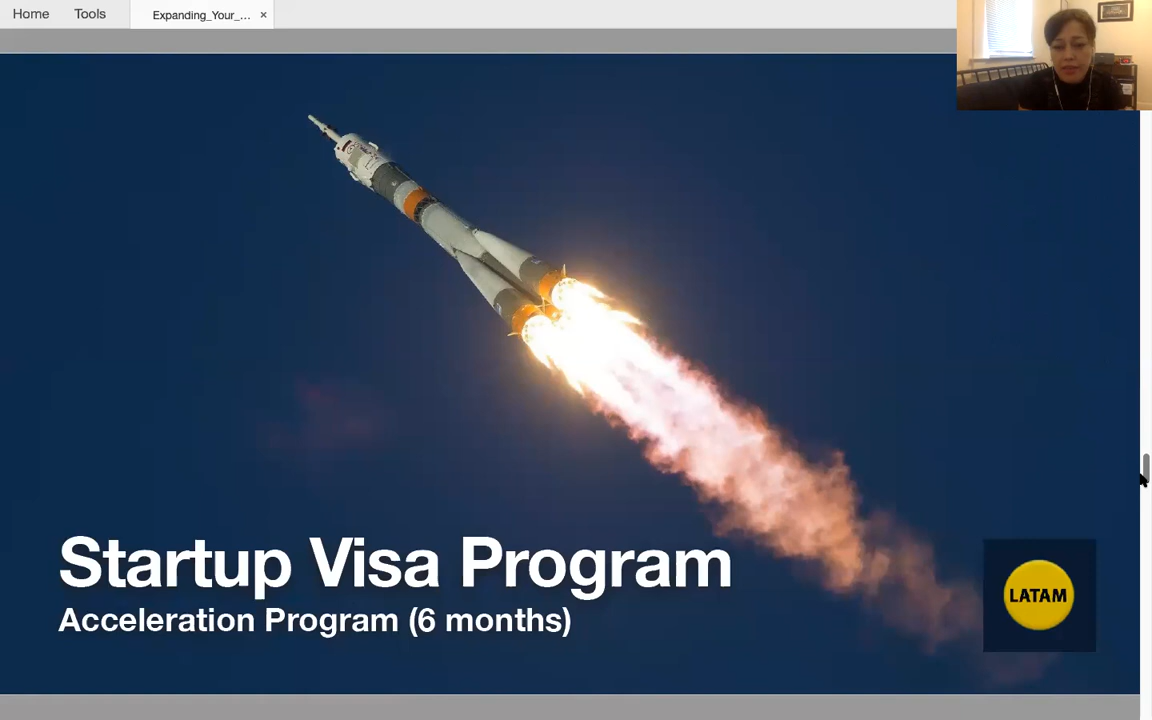 Home
Tools
Expanding_Your_...
×
Startup Visa Program
Acceleration Program (6 months)
LATAM